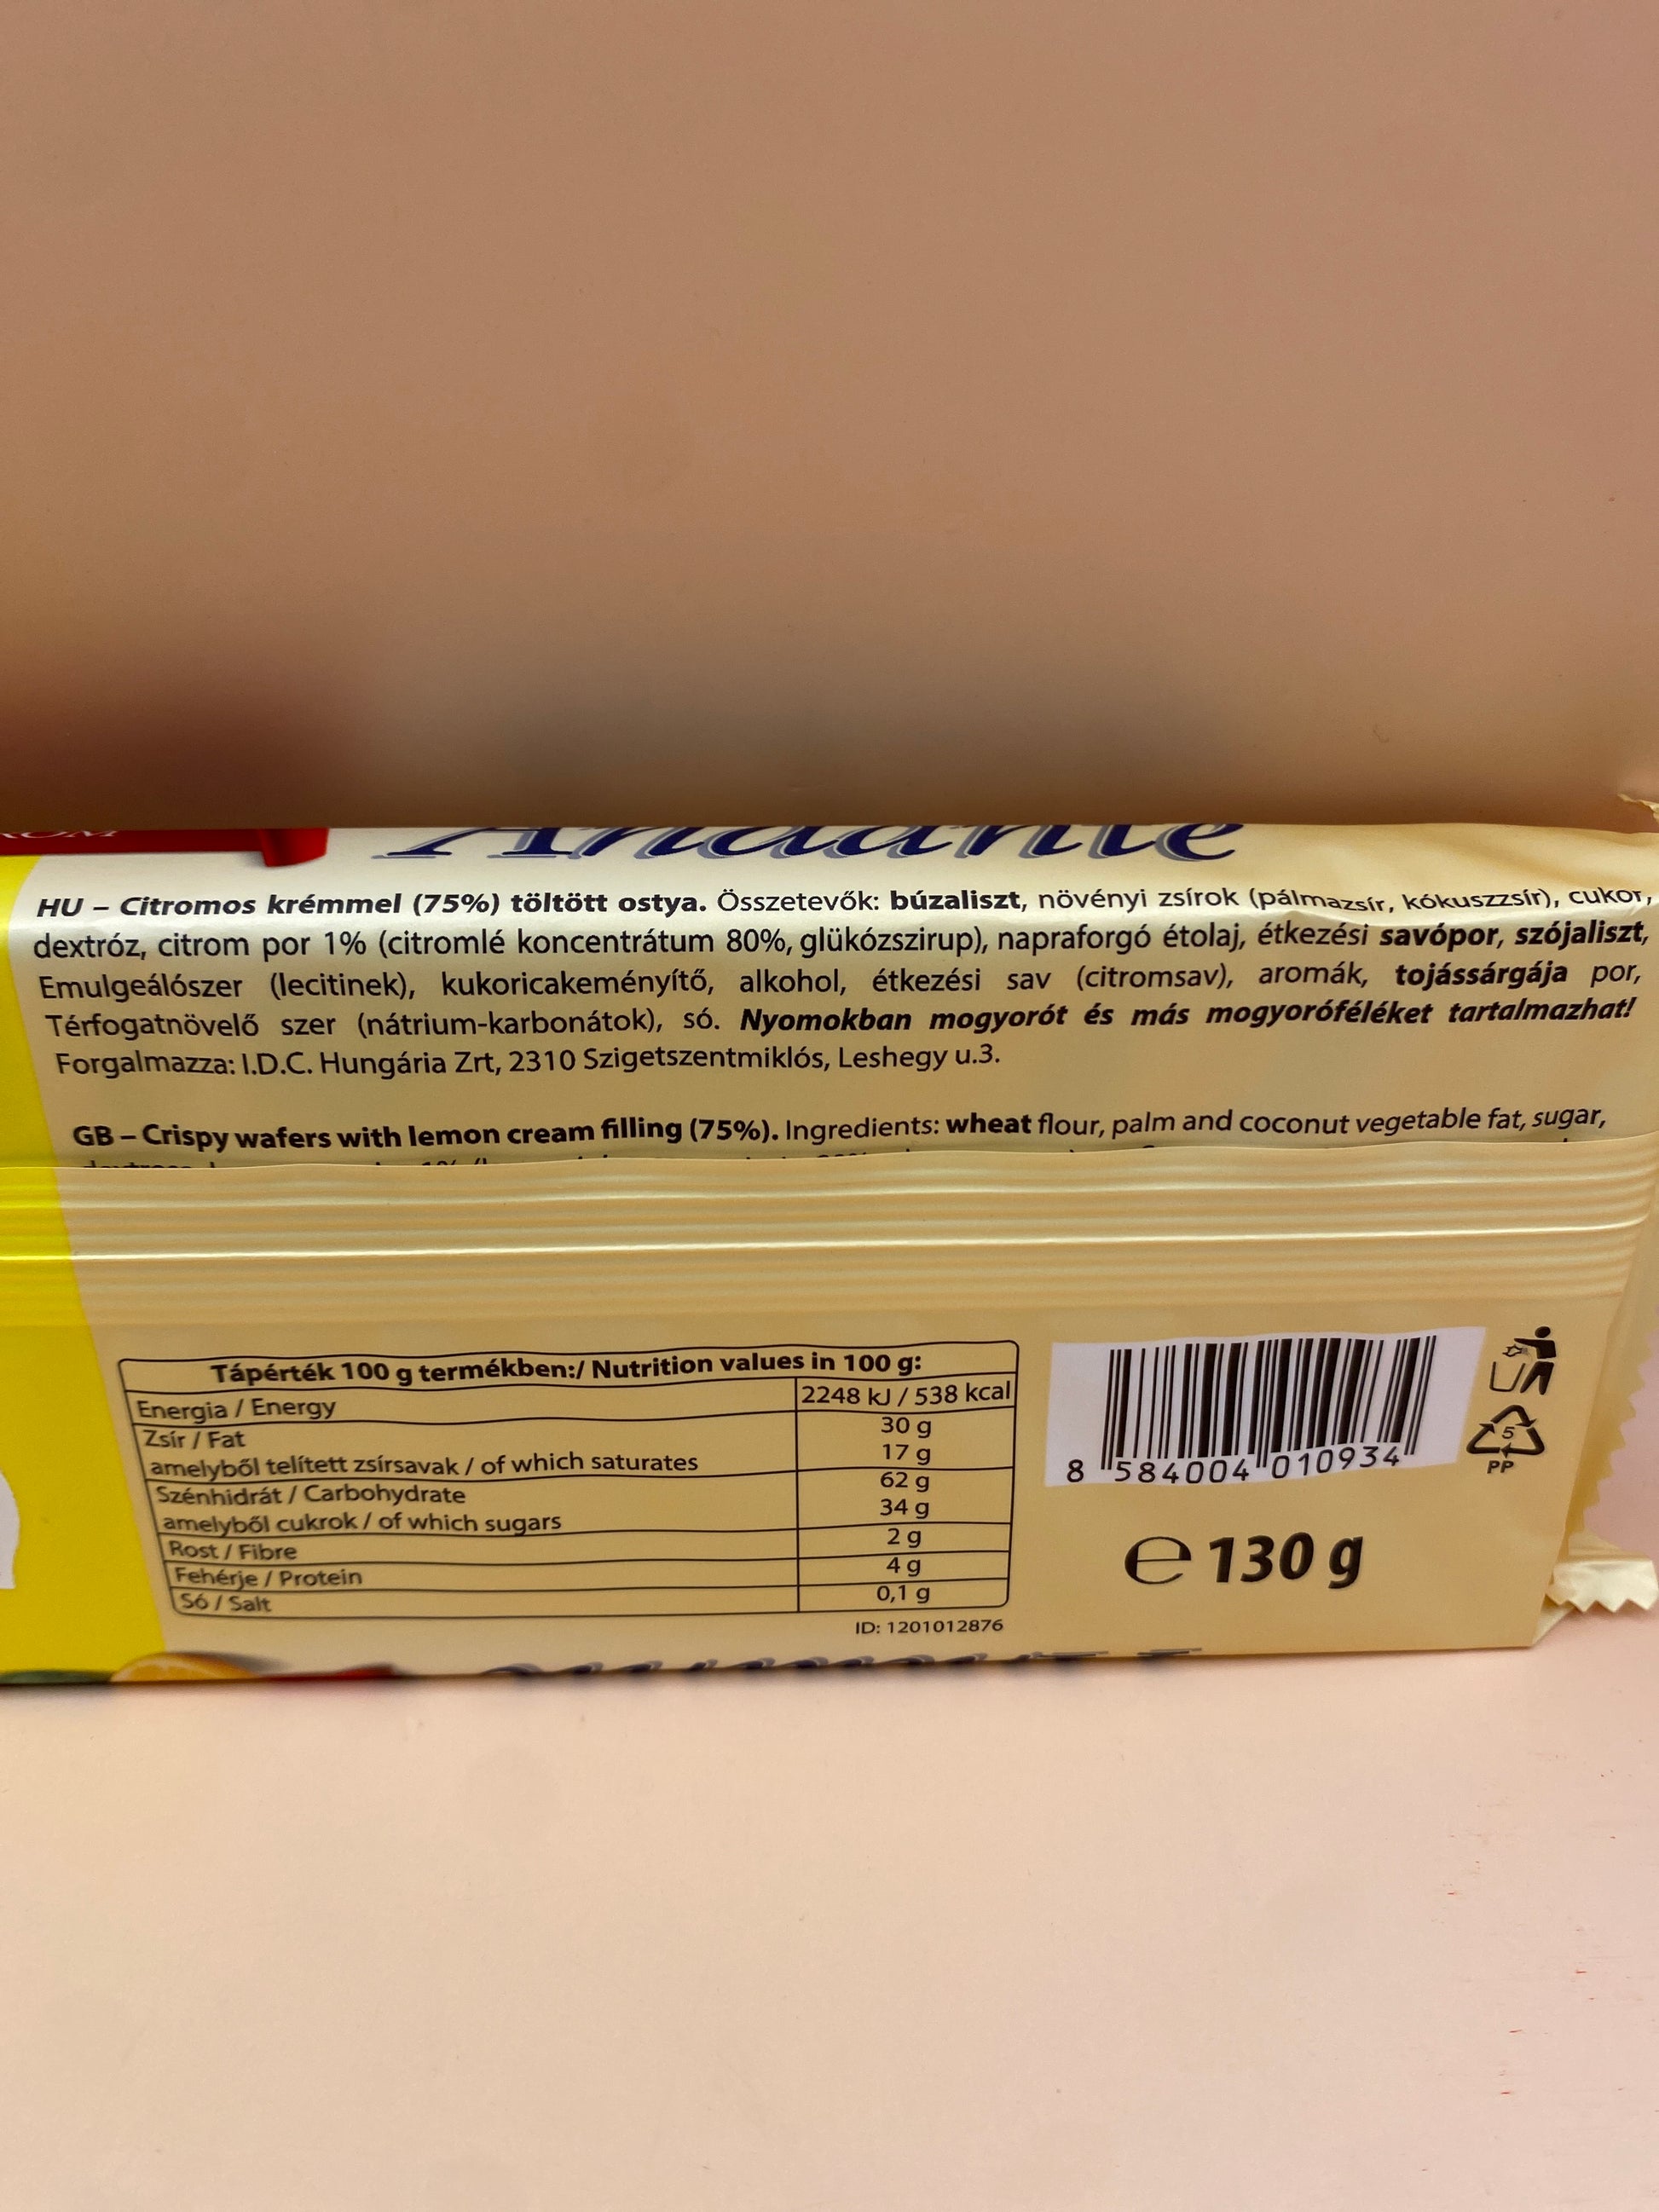 Andante
HU – Citromos krémmel (75%) töltött ostya. Összetevők: búzaliszt, növényi zsírok (pálmazsír, kókuszzsír), cukor,
dextróz, citrom por 1% (citromlé koncentrátum 80%, glükózszirup), napraforgó étolaj, étkezési savópor, szójaliszt,
Emulgeálószer (lecitinek), kukoricakeményítő, alkohol, étkezési sav (citromsav), aromák, tojássárgája por,
Térfogatnövelő szer (nátrium-karbonátok), só. Nyomokban mogyorót és más mogyoróféléket tartalmazhat!
Forgalmazza: I.D.C. Hungária Zrt, 2310 Szigetszentmiklós, Leshegy u.3.
GB – Crispy wafers with lemon cream filling (75%). Ingredients: wheat flour, palm and coconut vegetable fat, sugar,
Tápérték 100 g termékben:/ Nutrition values in 100 g:
Energia / Energy 2248 kJ / 538 kcal
Zsír / Fat 30 g
amelyből telített zsírsavak / of which saturates 17 g
Szénhidrát / Carbohydrate 62 g
amelyből cukrok / of which sugars 34 g
Rost / Fibre 2 g
Fehérje / Protein 4 g
Só / Salt 0,1 g
ID: 1201012876
8 584004 010934
5
PP
e 130 g